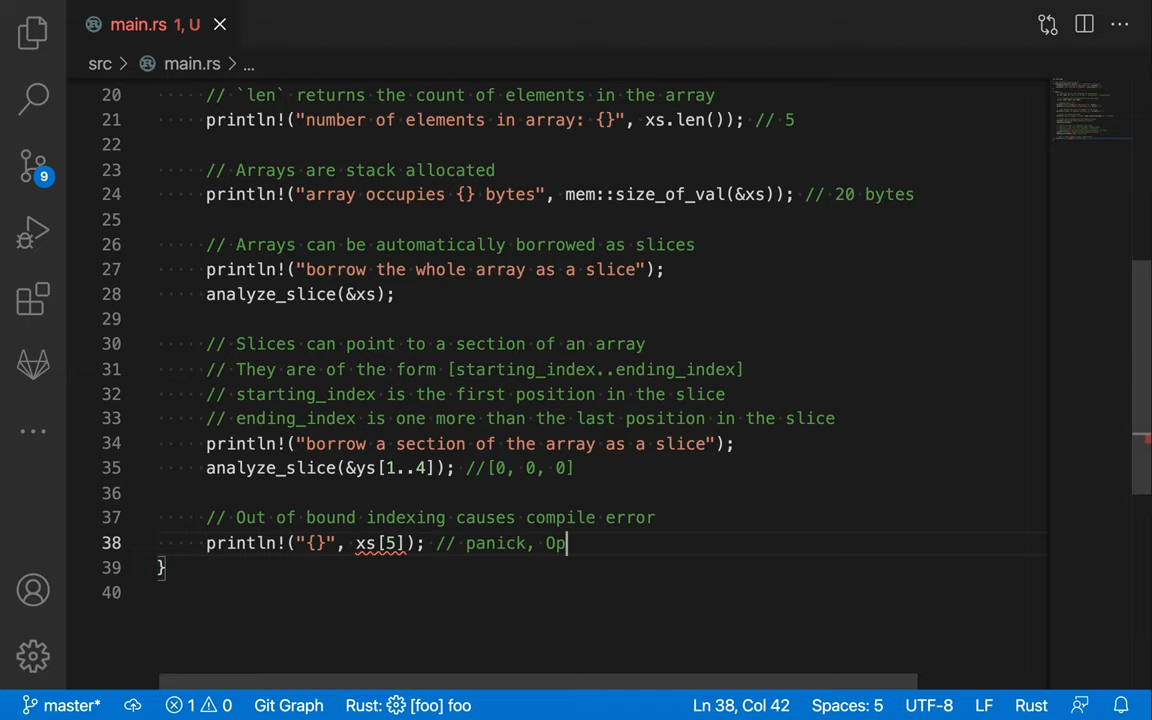 main.rs 1, U
src > main.rs > ...
20 // `len` returns the count of elements in the array
21 println!("number of elements in array: {}", xs.len()); // 5
22
23 // Arrays are stack allocated
24 println!("array occupies {} bytes", mem::size_of_val(&xs)); // 20 bytes
25
26 // Arrays can be automatically borrowed as slices
27 println!("borrow the whole array as a slice");
28 analyze_slice(&xs);
29
30 // Slices can point to a section of an array
31 // They are of the form [starting_index..ending_index]
32 // starting_index is the first position in the slice
33 // ending_index is one more than the last position in the slice
34 println!("borrow a section of the array as a slice");
35 analyze_slice(&ys[1..4]); //[0, 0, 0]
36
37 // Out of bound indexing causes compile error
38 println!("{}", xs[5]); // panick, Op
39 }
40
9
master* 1 0 Git Graph Rust: [foo] foo Ln 38, Col 42 Spaces: 5 UTF-8 LF Rust